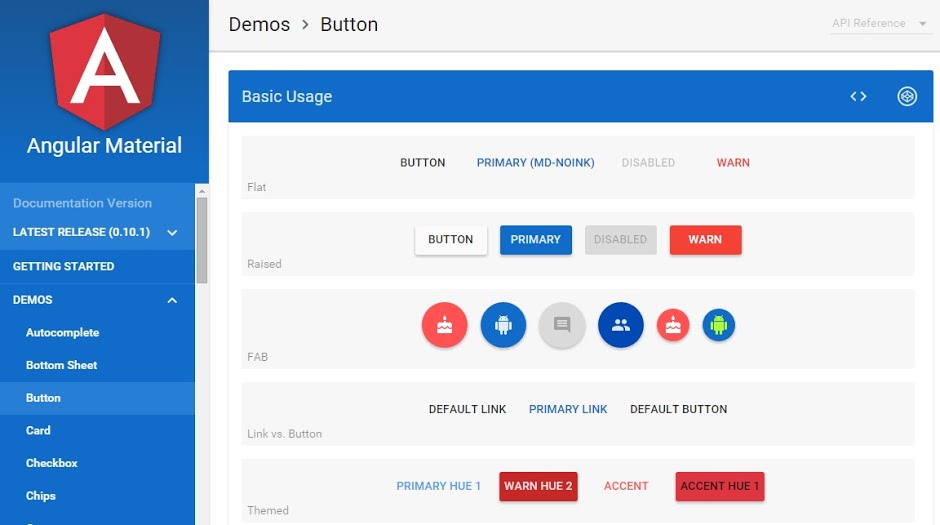 Angular Material
Documentation Version
LATEST RELEASE (0.10.1)
GETTING STARTED
DEMOS
Autocomplete
Bottom Sheet
Button
Card
Checkbox
Chips
Demos > Button
API Reference
Basic Usage
BUTTON PRIMARY (MD-NOINK) DISABLED WARN
Flat
BUTTON PRIMARY DISABLED WARN
Raised
FAB
DEFAULT LINK PRIMARY LINK DEFAULT BUTTON
Link vs. Button
PRIMARY HUE 1 WARN HUE 2 ACCENT ACCENT HUE 1
Themed